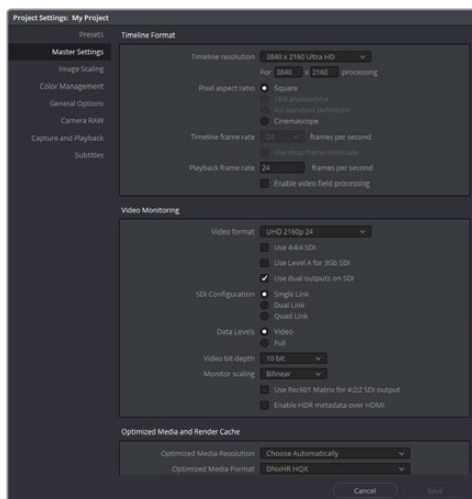 Project Settings: My Project
Presets
Master Settings
Image Scaling
Color Management
General Options
Camera RAW
Capture and Playback
Subtitles
Timeline Format
Timeline resolution 3840 x 2160 Ultra HD
For 3840 x 2160 processing
Pixel aspect ratio Square
16:9 anamorphic
4:3 standard definition
Cinemascope
Timeline frame rate 24 frames per second
Use drop frame timecode
Playback frame rate 24 frames per second
Enable video field processing
Video Monitoring
Video format UHD 2160p 24
Use 4:4:4 SDI
Use Level A for 3Gb SDI
Use dual outputs on SDI
SDI Configuration Single Link
Dual Link
Quad Link
Data Levels Video
Full
Video bit depth 10 bit
Monitor scaling Bilinear
Use Rec601 Matrix for 4:2:2 SDI output
Enable HDR metadata over HDMI
Optimized Media and Render Cache
Optimized Media Resolution Choose Automatically
Optimized Media Format DNxHR HQX
Cancel Save